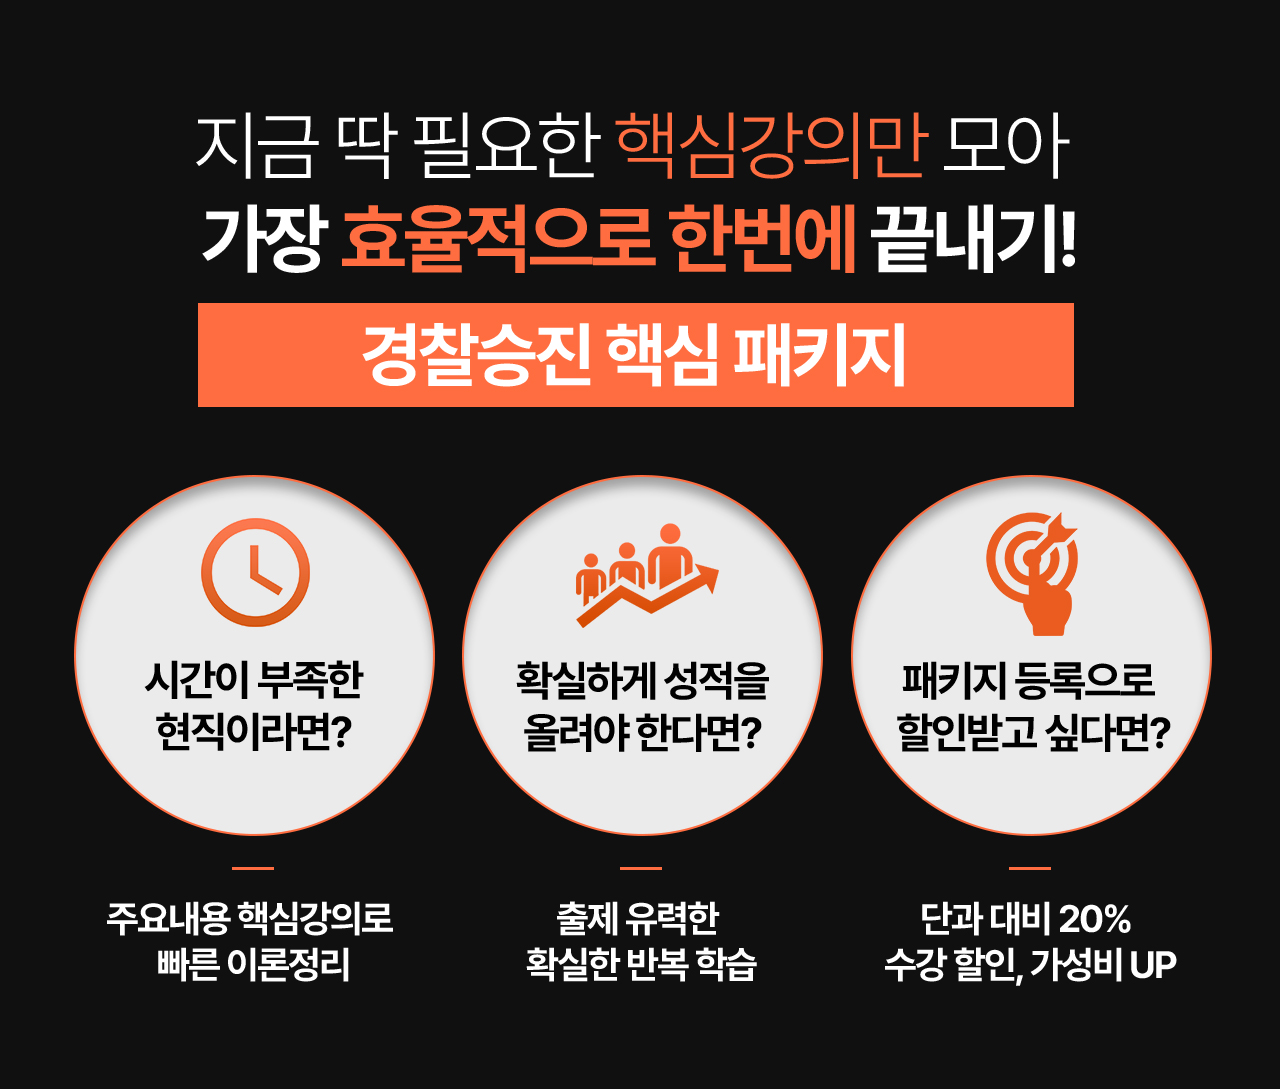 지금 딱 필요한 핵심강의만 모아
가장 효율적으로 한번에 끝내기!
경찰승진 핵심 패키지
시간이 부족한
현직이라면?
확실하게 성적을
올려야 한다면?
패키지 등록으로
할인받고 싶다면?
주요내용 핵심강의로
빠른 이론정리
출제 유력한
확실한 반복 학습
단과 대비 20%
수강 할인, 가성비 UP